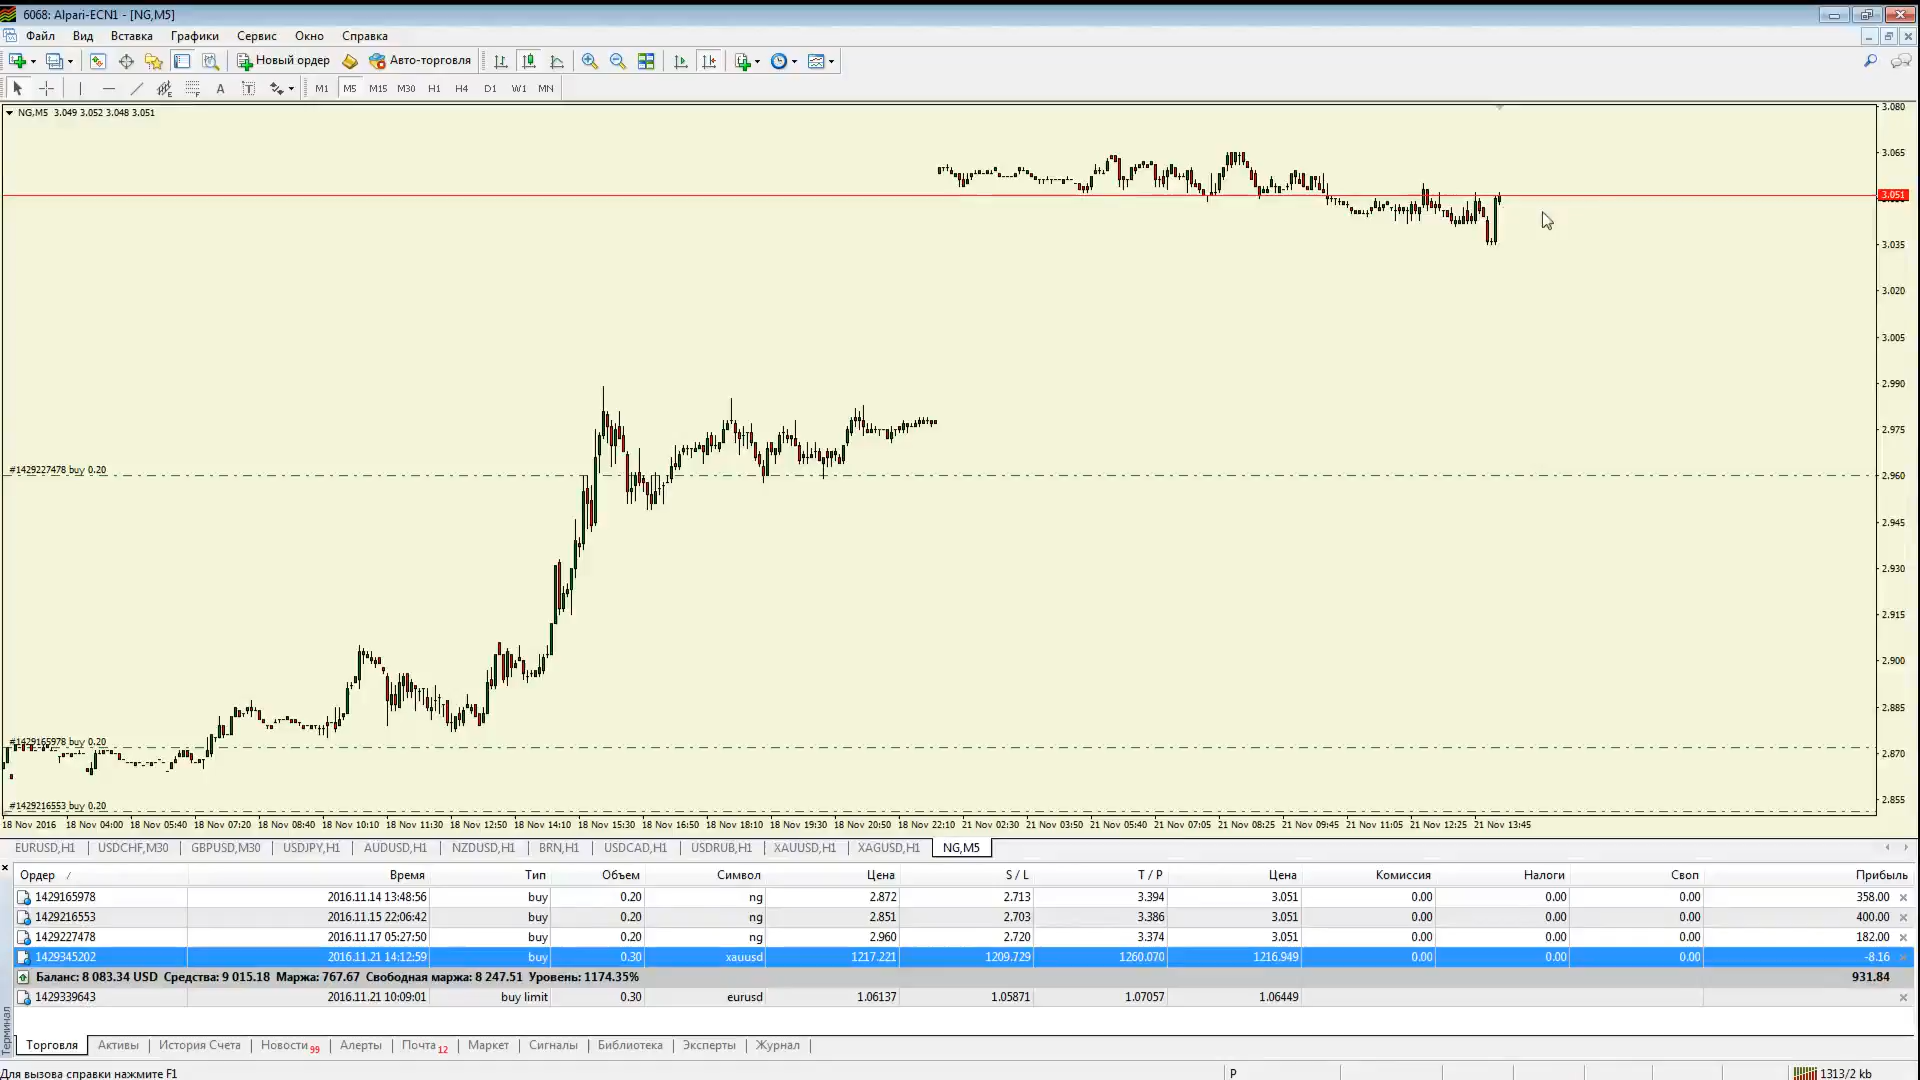 6068: Alpari-ECN1 - [NG,M5]
Файл Вид Вставка Графики Сервис Окно Справка
Новый ордер Авто-торговля
A T M1 M5 M15 M30 H1 H4 D1 W1 MN
NG,M5 3.049 3.052 3.048 3.051
3.080
3.065
3.051
3.035
3.020
3.005
2.990
2.975
#1429227478 buy 0.20
2.960
2.945
2.930
2.915
2.900
2.885
#1429165978 buy 0.20
2.870
2.855
#1429216553 buy 0.20
18 Nov 2016 18 Nov 04:00 18 Nov 05:40 18 Nov 07:20 18 Nov 08:40 18 Nov 10:10 18 Nov 11:30 18 Nov 12:50 18 Nov 14:10 18 Nov 15:30 18 Nov 16:50 18 Nov 18:10 18 Nov 19:30 18 Nov 20:50 18 Nov 22:10 21 Nov 02:30 21 Nov 03:50 21 Nov 05:40 21 Nov 07:05 21 Nov 08:25 21 Nov 09:45 21 Nov 11:05 21 Nov 12:25 21 Nov 13:45
EURUSD,H1 USDCHF,M30 GBPUSD,M30 USDJPY,H1 AUDUSD,H1 NZDUSD,H1 BRN,H1 USDCAD,H1 USDRUB,H1 XAUUSD,H1 XAGUSD,H1 NG,M5
Ордер / Время Тип Объем Символ Цена S / L T / P Цена Комиссия Налоги Своп Прибыль
1429165978 2016.11.14 13:48:56 buy 0.20 ng 2.872 2.713 3.394 3.051 0.00 0.00 0.00 358.00
1429216553 2016.11.15 22:06:42 buy 0.20 ng 2.851 2.703 3.386 3.051 0.00 0.00 0.00 400.00
1429227478 2016.11.17 05:27:50 buy 0.20 ng 2.960 2.720 3.374 3.051 0.00 0.00 0.00 182.00
1429345202 2016.11.21 14:12:59 buy 0.30 xauusd 1217.221 1209.729 1260.070 1216.949 0.00 0.00 0.00 -8.16
Баланс: 8 083.34 USD Средства: 9 015.18 Маржа: 767.67 Свободная маржа: 8 247.51 Уровень: 1174.35% 931.84
1429339643 2016.11.21 10:09:01 buy limit 0.30 eurusd 1.06137 1.05871 1.07057 1.06449
Терминал
Торговля Активы История Счета Новости 99 Алерты Почта 12 Маркет Сигналы Библиотека Эксперты Журнал
Для вызова справки нажмите F1 P 1313/2 kb